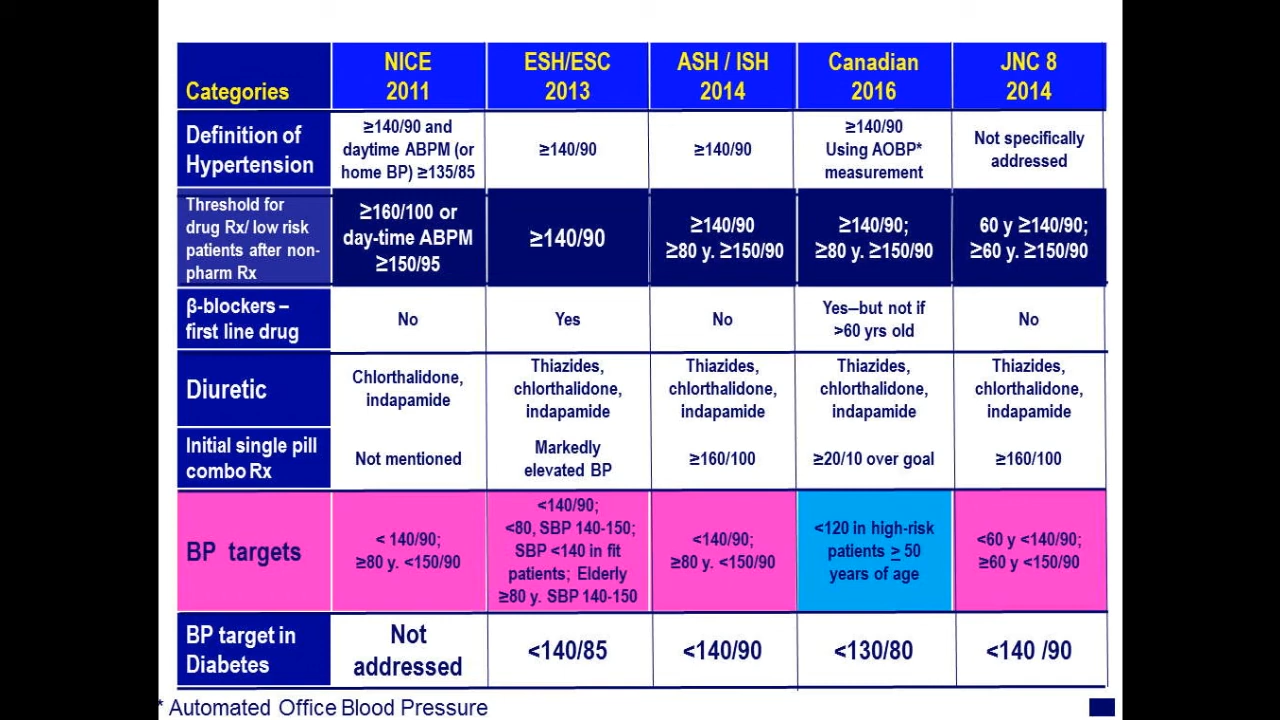 Categories
NICE
2011
ESH/ESC
2013
ASH / ISH
2014
Canadian
2016
JNC 8
2014
Definition of
Hypertension
≥140/90 and
daytime ABPM (or
home BP) ≥135/85
≥140/90
≥140/90
≥140/90
Using AOBP*
measurement
Not specifically
addressed
Threshold for
drug Rx/ low risk
patients after non-
pharm Rx
≥160/100 or
day-time ABPM
≥150/95
≥140/90
≥140/90
≥80 y. ≥150/90
≥140/90;
≥80 y. ≥150/90
60 y ≥140/90;
≥60 y. ≥150/90
β-blockers –
first line drug
No
Yes
No
Yes–but not if
>60 yrs old
No
Diuretic
Chlorthalidone,
indapamide
Thiazides,
chlorthalidone,
indapamide
Thiazides,
chlorthalidone,
indapamide
Thiazides,
chlorthalidone,
indapamide
Thiazides,
chlorthalidone,
indapamide
Initial single pill
combo Rx
Not mentioned
Markedly
elevated BP
≥160/100
≥20/10 over goal
≥160/100
BP targets
< 140/90;
≥80 y. <150/90
<140/90;
<80, SBP 140-150;
SBP <140 in fit
patients; Elderly
≥80 y. SBP 140-150
<140/90;
≥80 y. <150/90
<120 in high-risk
patients ≥ 50
years of age
<60 y <140/90;
≥60 y <150/90
BP target in
Diabetes
Not
addressed
<140/85
<140/90
<130/80
<140 /90
* Automated Office Blood Pressure